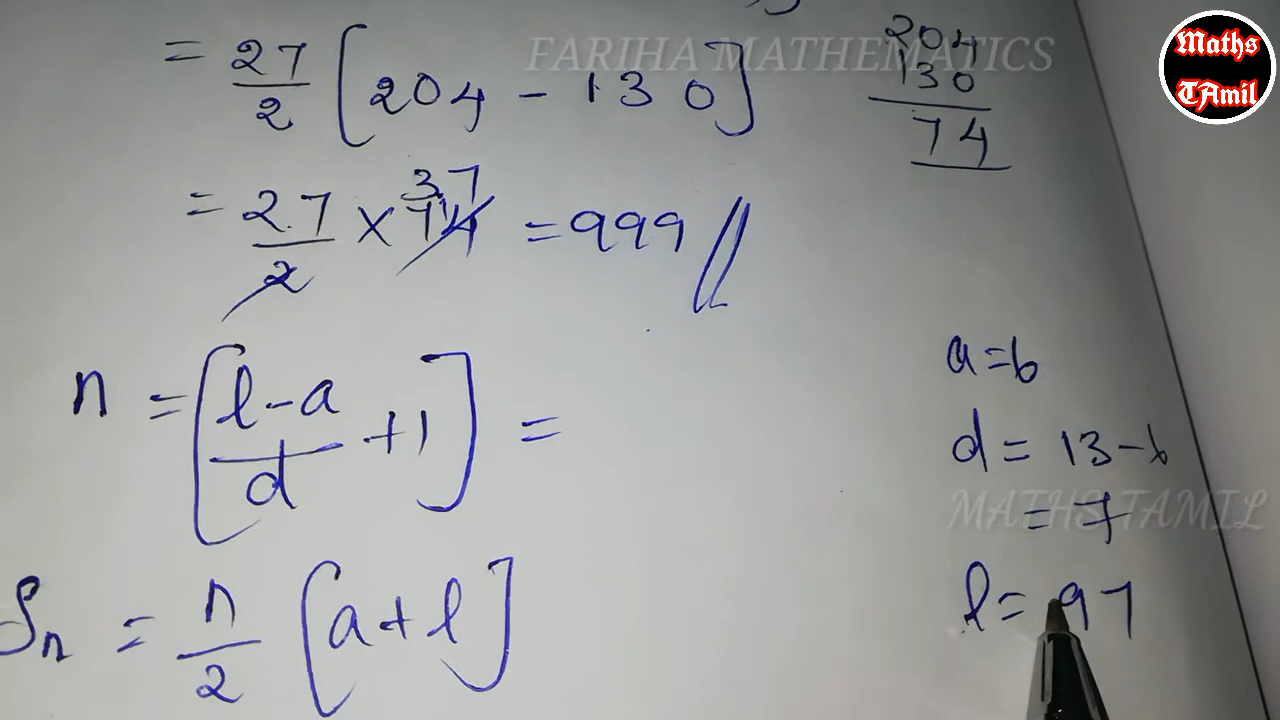 = 27/2 [204 - 130]
204
130
74
= 27/2 × 74 37 = 999 //
n = [(l - a)/d + 1] =
a = 6
d = 13 - 6
= 7
l = 97
Sn = n/2 [a + l]
FARIHA MATHEMATICS
MATHS TAMIL
Maths
TAmil